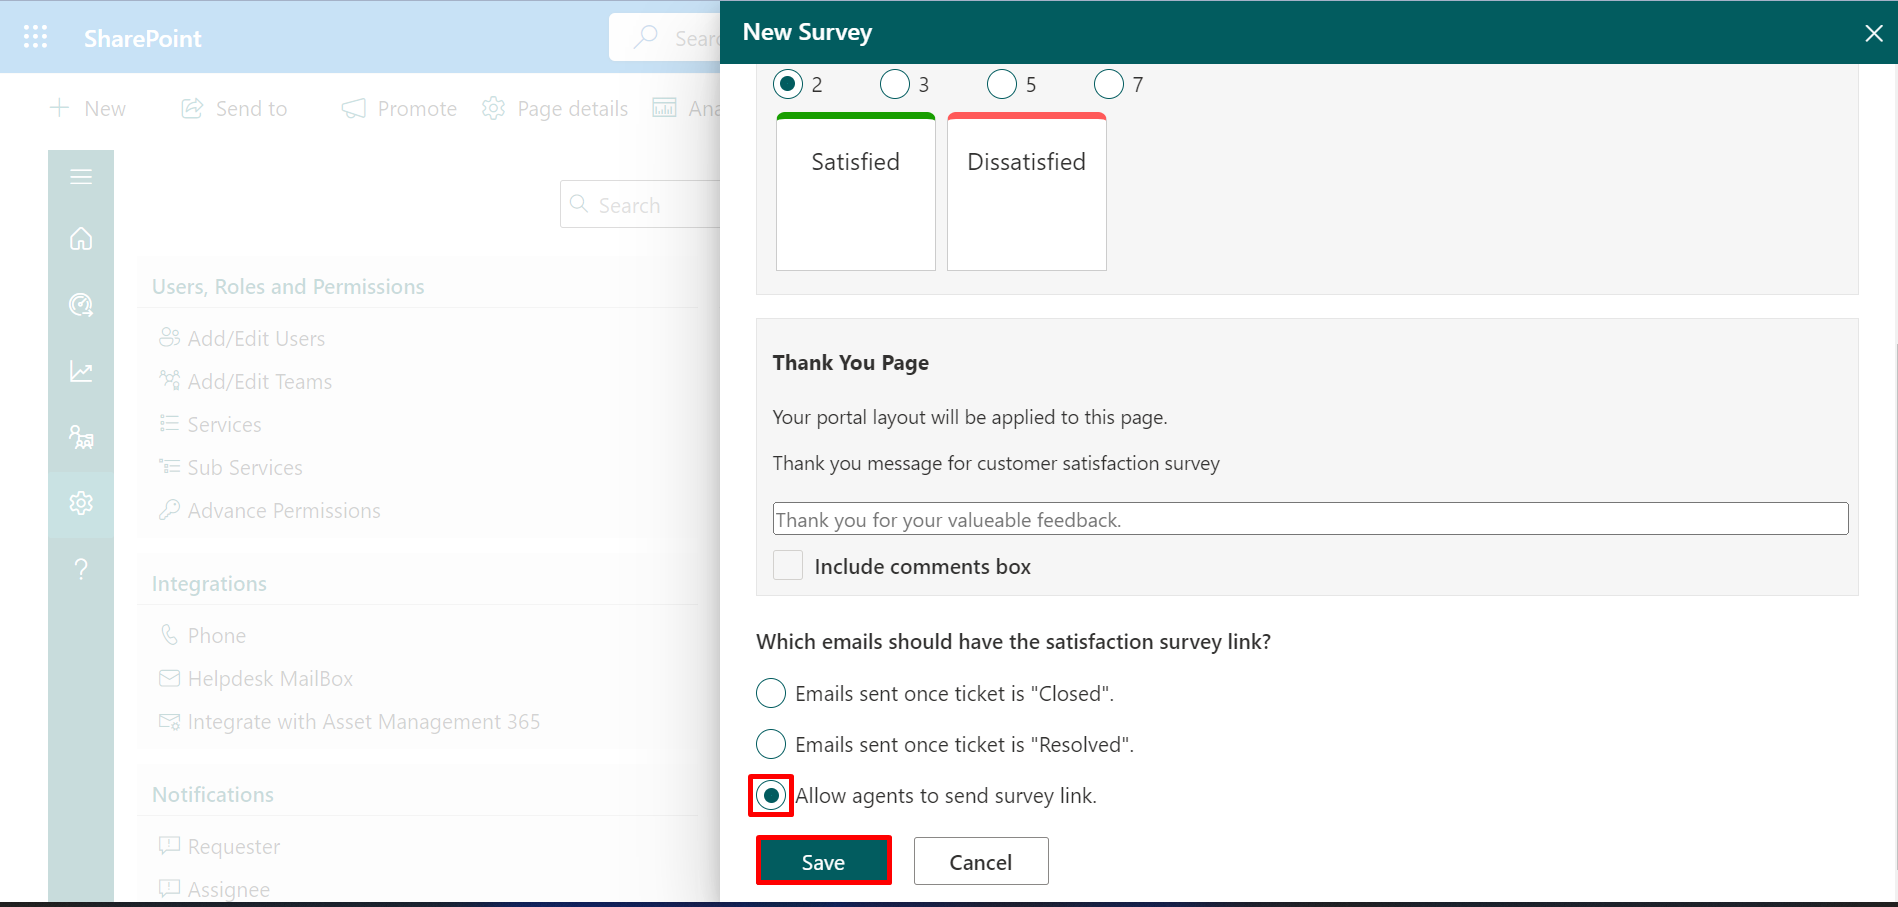 SharePoint
Searc
New Survey
New
Send to
Promote
Page details
Ana
2
3
5
7
Satisfied
Dissatisfied
Search
Users, Roles and Permissions
Add/Edit Users
Add/Edit Teams
Services
Sub Services
Advance Permissions
Integrations
Phone
Helpdesk MailBox
Integrate with Asset Management 365
Notifications
Requester
Assignee
Thank You Page
Your portal layout will be applied to this page.
Thank you message for customer satisfaction survey
Thank you for your valueable feedback.
Include comments box
Which emails should have the satisfaction survey link?
Emails sent once ticket is "Closed".
Emails sent once ticket is "Resolved".
Allow agents to send survey link.
Save
Cancel